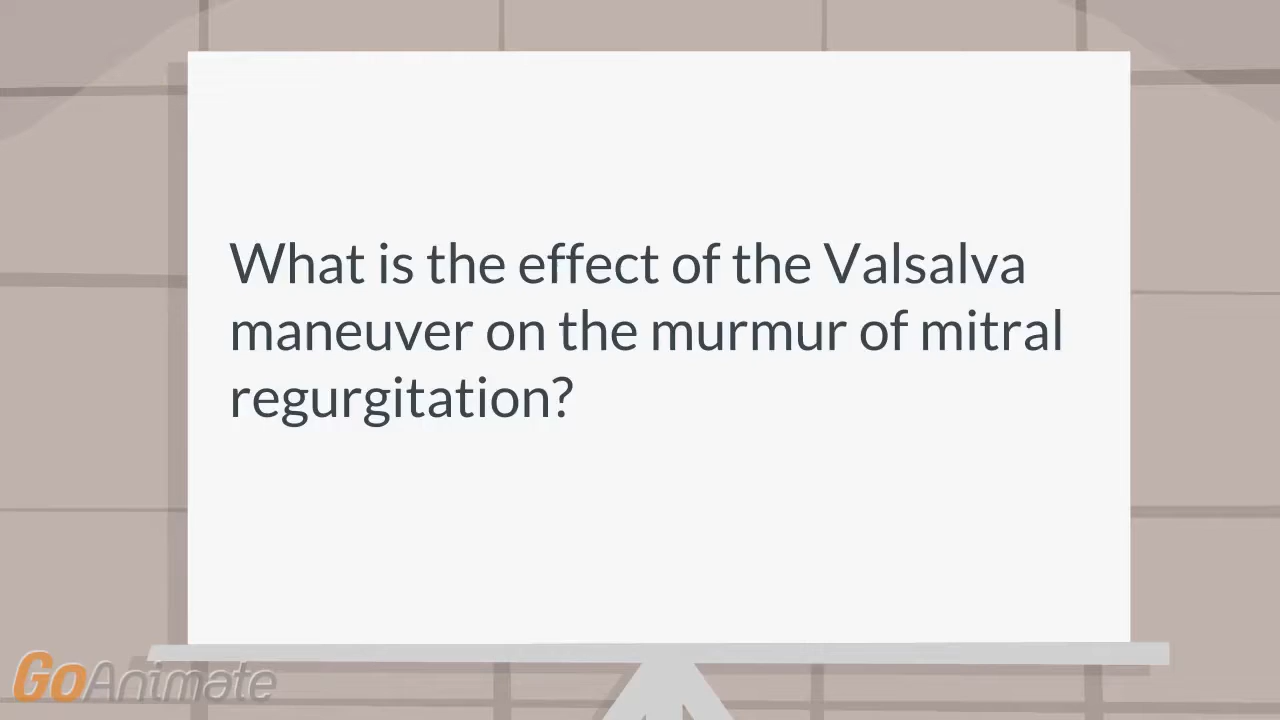 What is the effect of the Valsalva
maneuver on the murmur of mitral
regurgitation?
GoAnimate